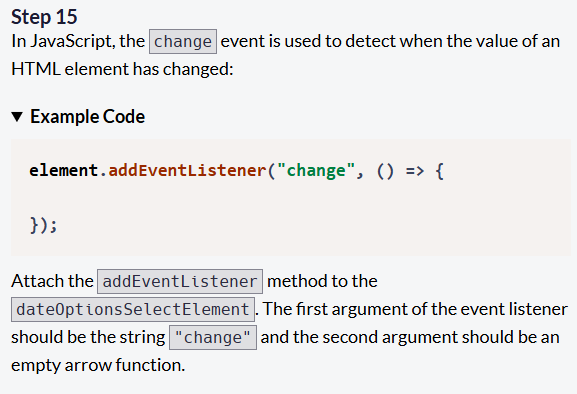 Step 15
In JavaScript, the change event is used to detect when the value of an
HTML element has changed:
▼ Example Code
element.addEventListener("change", () => {
});
Attach the addEventListener method to the
dateOptionsSelectElement. The first argument of the event listener
should be the string "change" and the second argument should be an
empty arrow function.